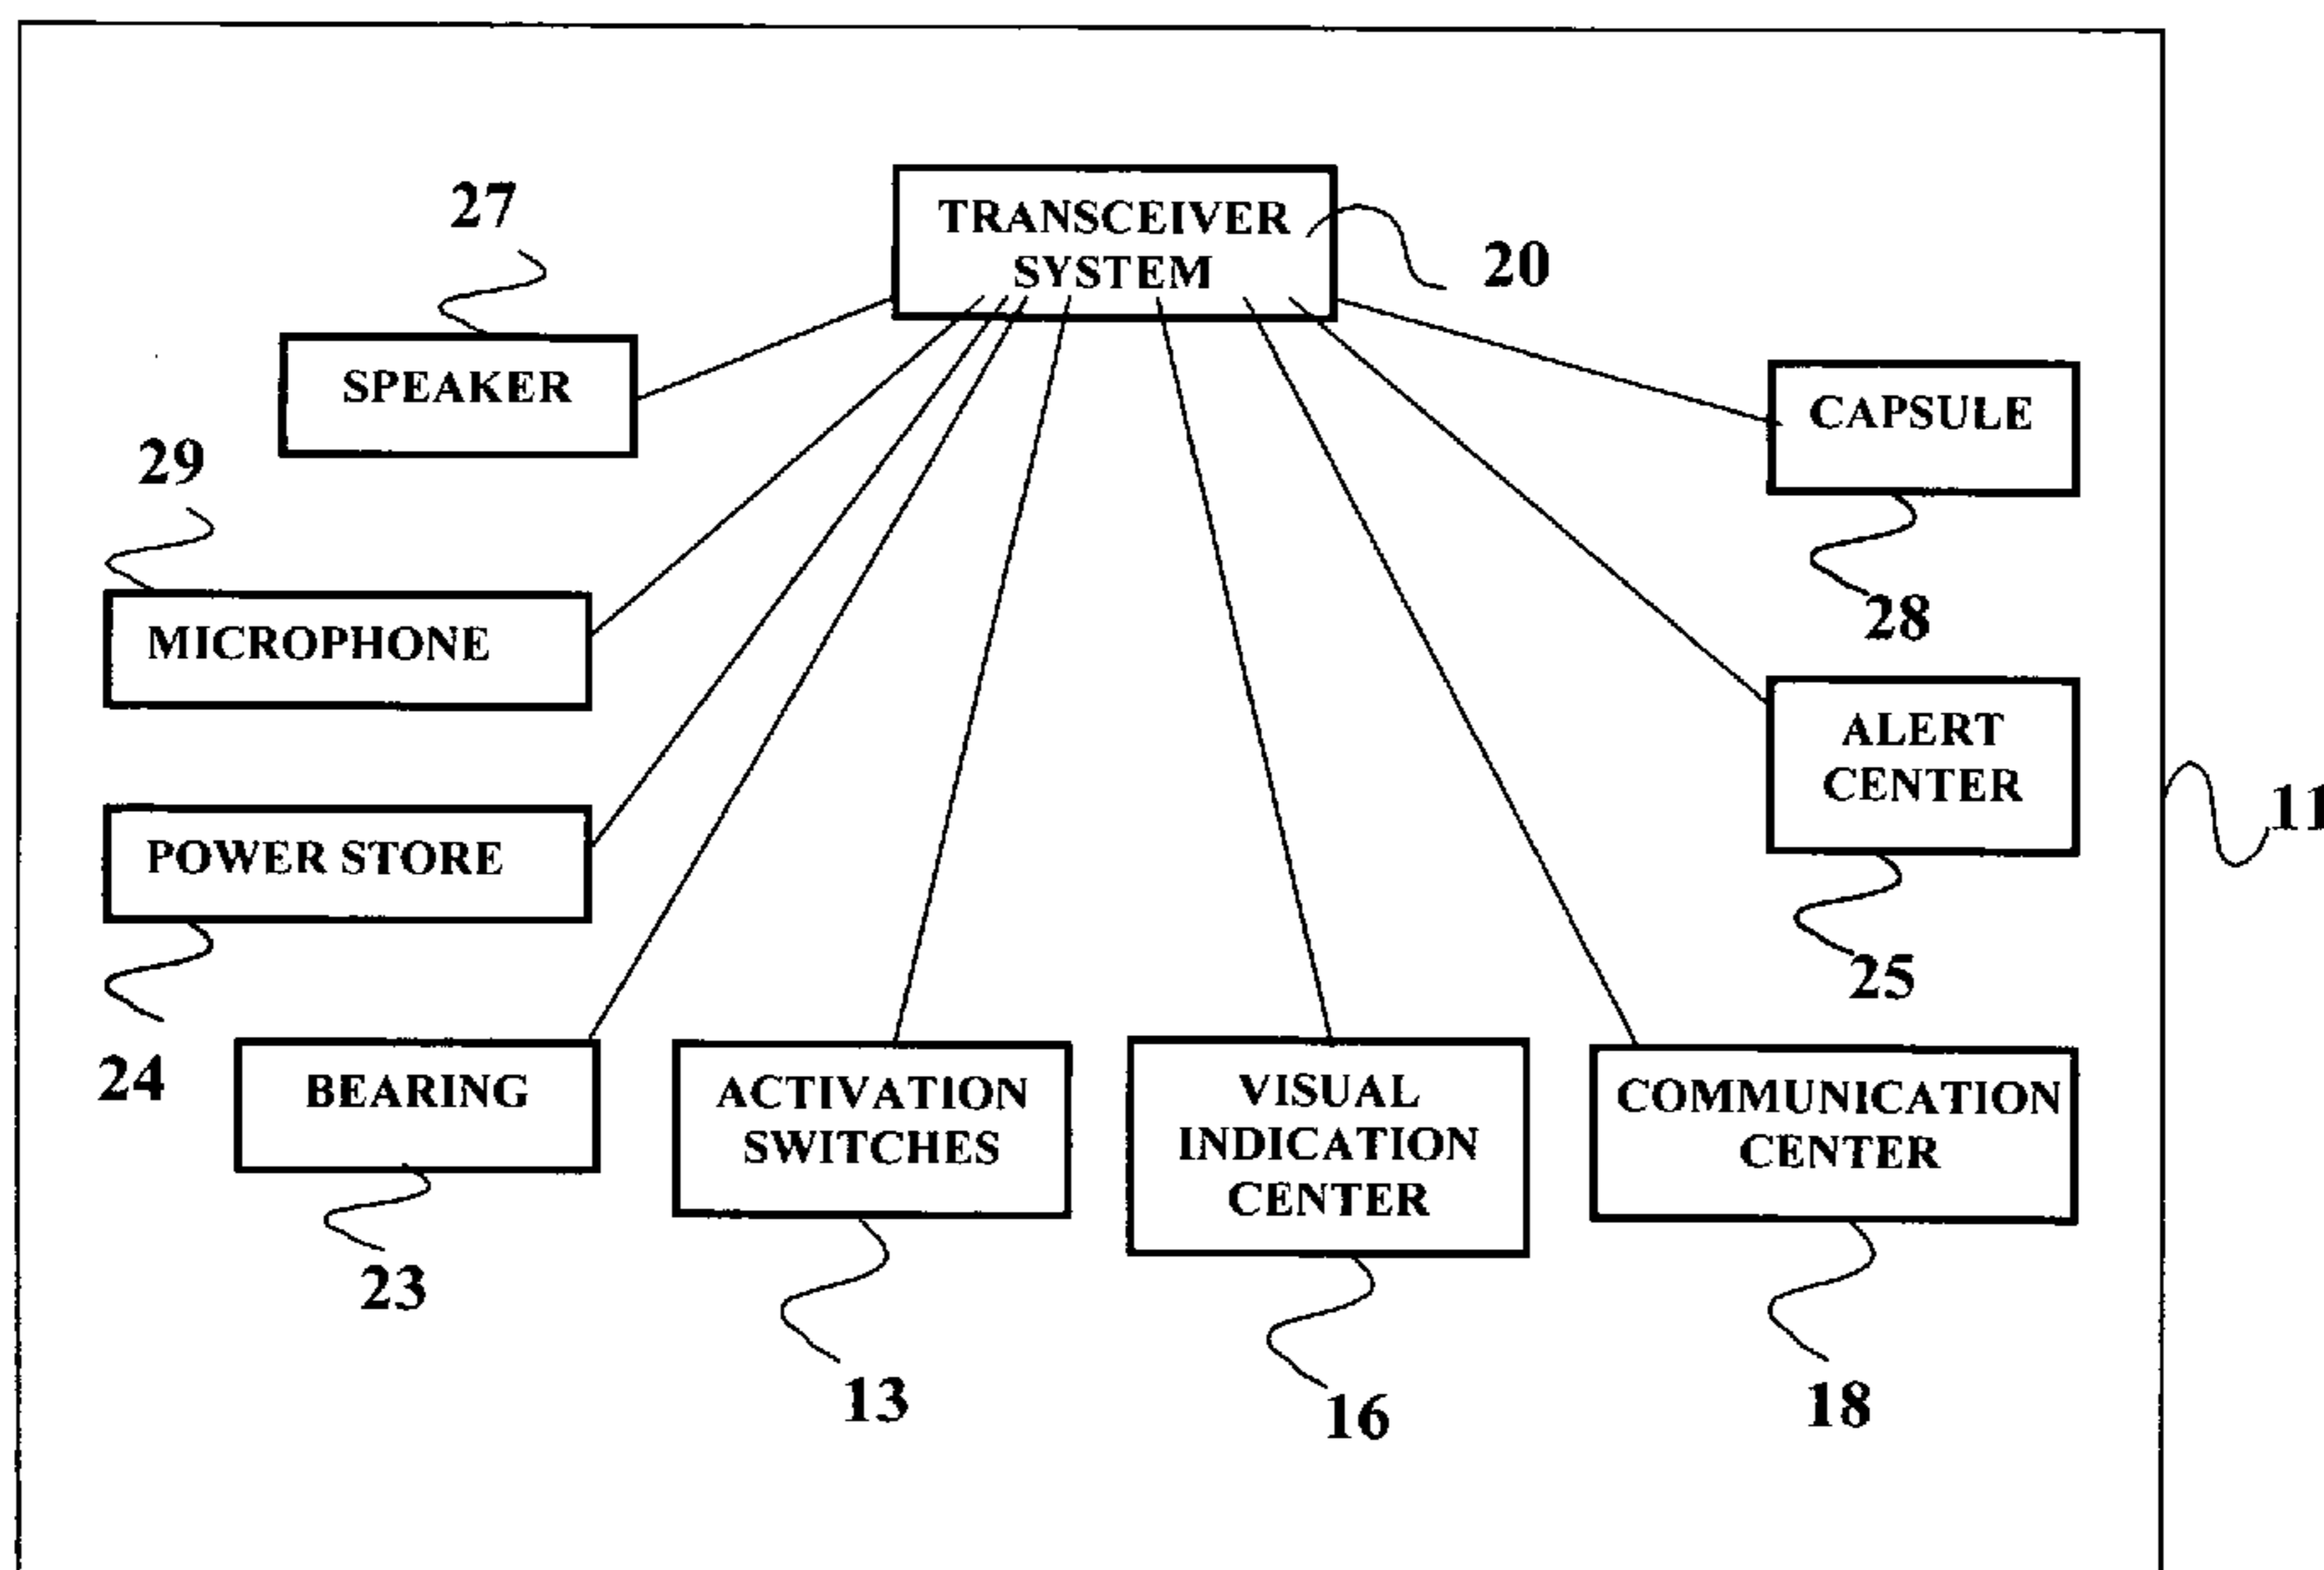 27
TRANSCEIVER
SYSTEM
20
SPEAKER
CAPSULE
29
28
MICROPHONE
ALERT
CENTER
11
POWER STORE
25
24
BEARING
ACTIVATION
SWITCHES
VISUAL
INDICATION
CENTER
COMMUNICATION
CENTER
23
13
16
18